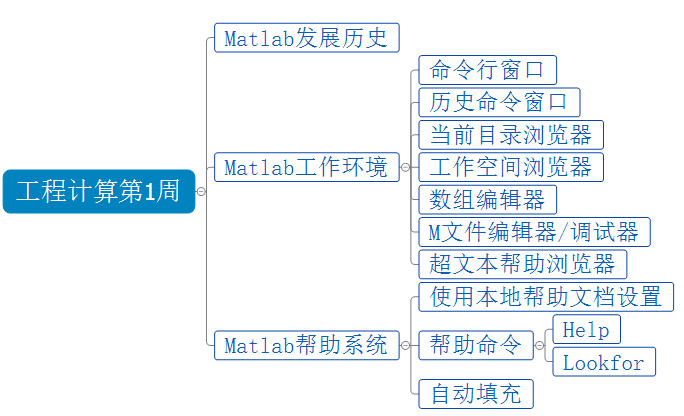 工程计算第1周
Matlab发展历史
Matlab工作环境
命令行窗口
历史命令窗口
当前目录浏览器
工作空间浏览器
数组编辑器
M文件编辑器/调试器
超文本帮助浏览器
Matlab帮助系统
使用本地帮助文档设置
帮助命令
Help
Lookfor
自动填充